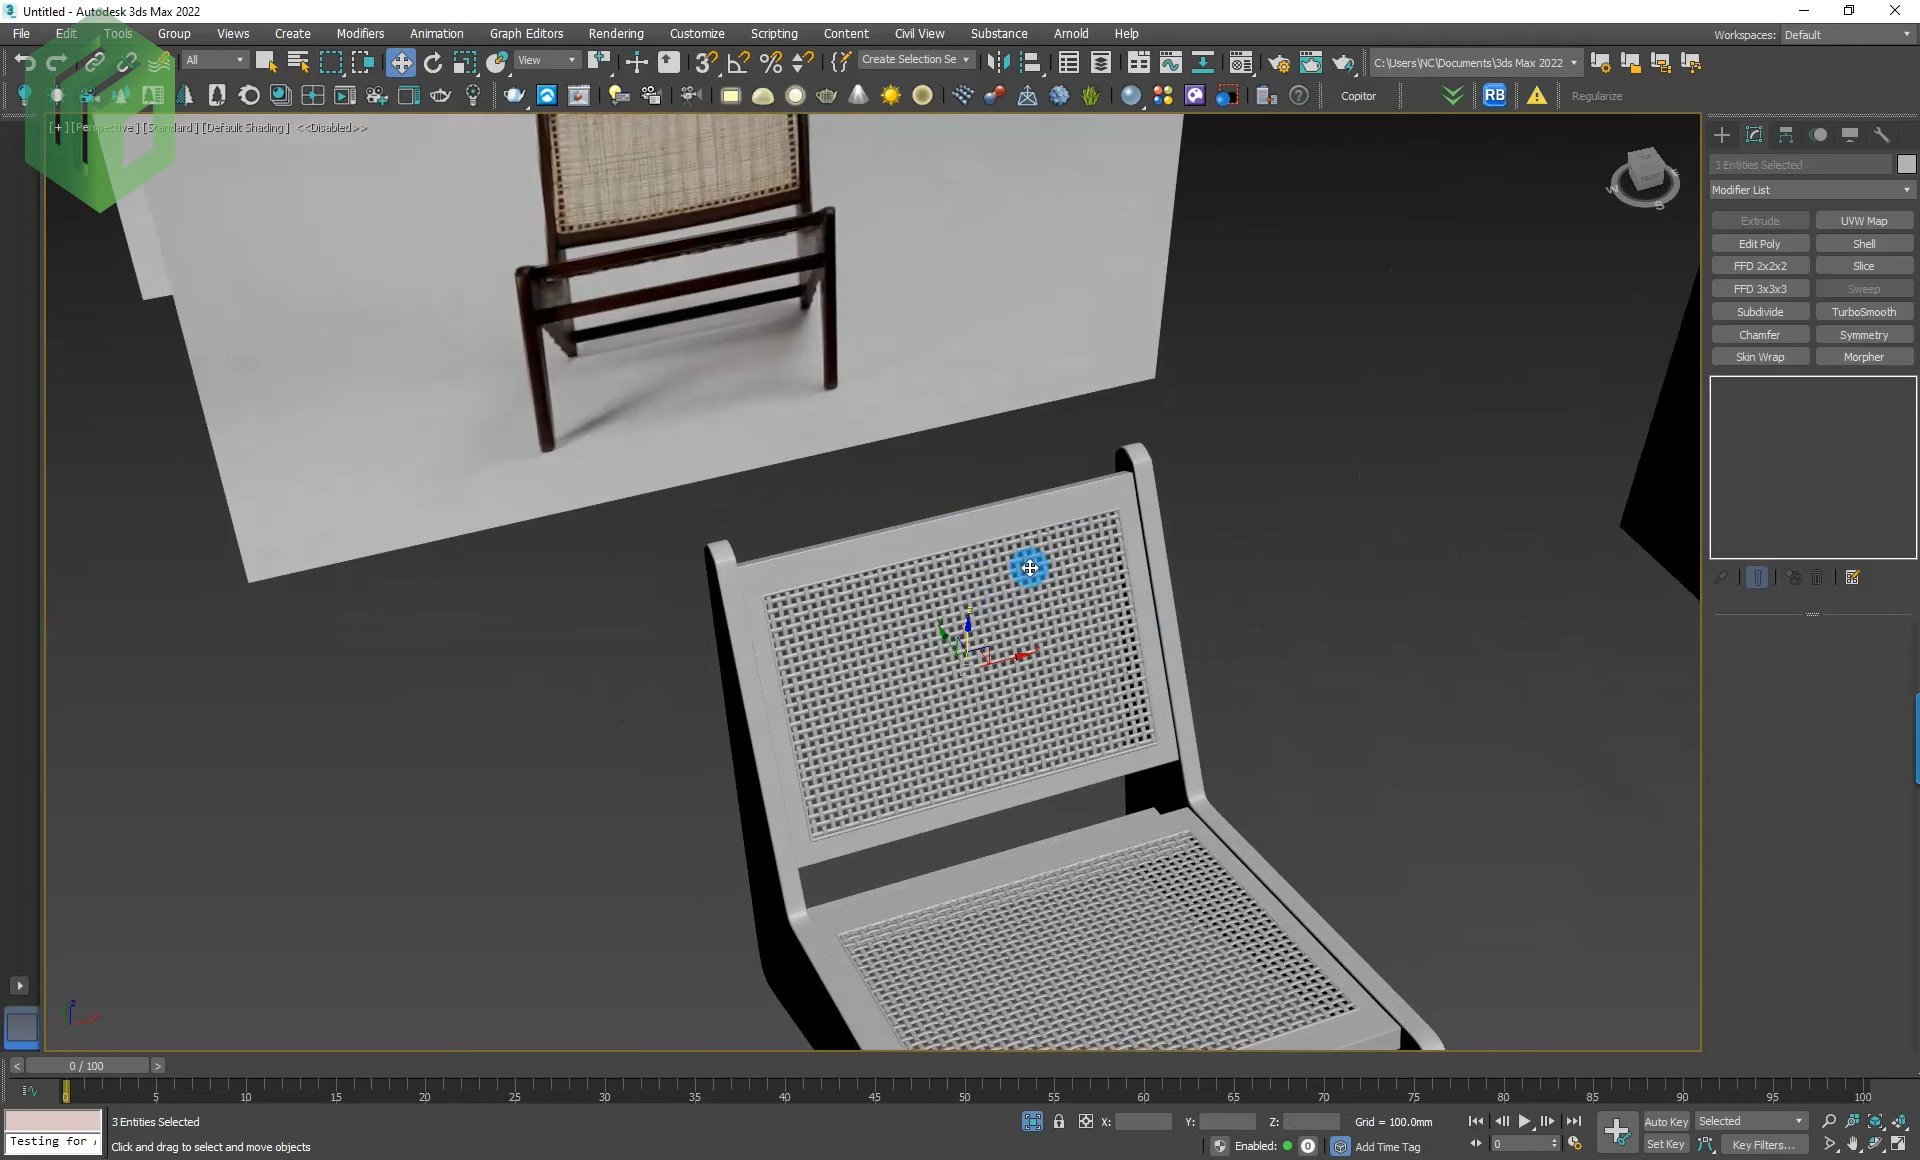 Untitled - Autodesk 3ds Max 2022
File Edit Tools Group Views Create Modifiers Animation Graph Editors Rendering Customize Scripting Content Civil View Substance Arnold Help
Workspaces: Default
All View Create Selection Se C:\Users\NC\Documents\3ds Max 2022
Copitor RB Regularize
[+] [Perspective] [Standard] [Default Shading] <<Disabled>>
3 Entities Selected
Modifier List
Extrude UVW Map
Edit Poly Shell
FFD 2x2x2 Slice
FFD 3x3x3 Sweep
Subdivide TurboSmooth
Chamfer Symmetry
Skin Wrap Morpher
< 0 / 100 >
0 5 10 15 20 25 30 35 40 45 50 55 60 65 70 75 80 85 90 95 100
3 Entities Selected X: Y: Z: Grid = 100.0mm Auto Key Selected
Testing for Click and drag to select and move objects Enabled: 0 Add Time Tag 0 Set Key Key Filters...